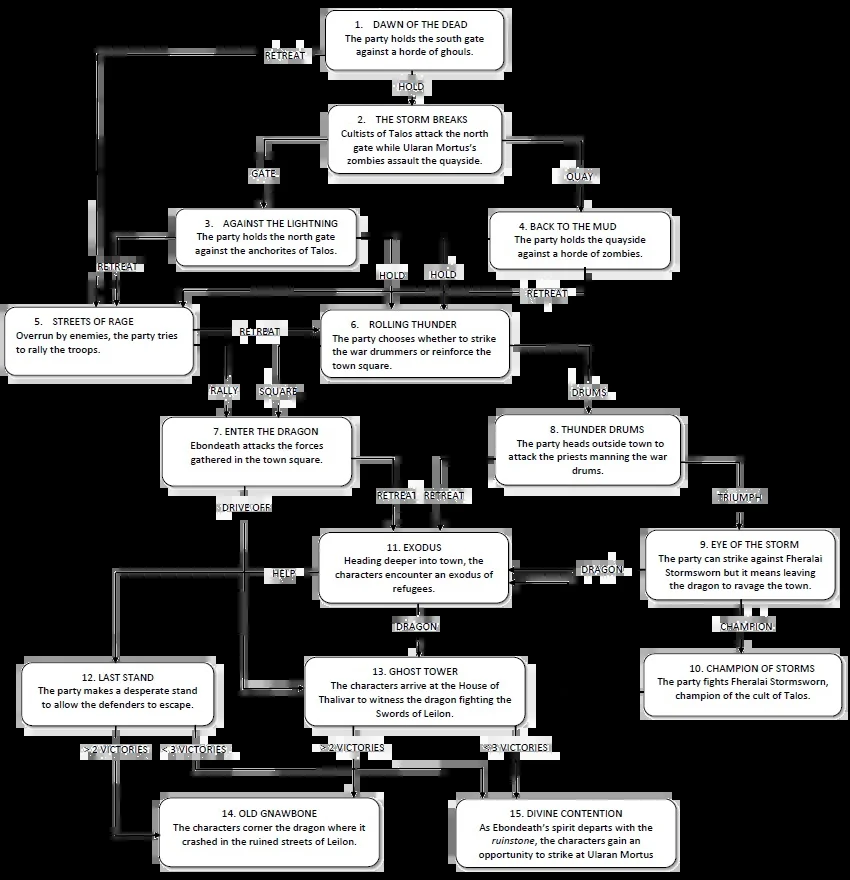 1. DAWN OF THE DEAD
The party holds the south gate
against a horde of ghouls.
RETREAT
HOLD
2. THE STORM BREAKS
Cultists of Talos attack the north
gate while Ularan Mortus's
zombies assault the quayside.
GATE
QUAY
3. AGAINST THE LIGHTNING
The party holds the north gate
against the anchorites of Talos.
4. BACK TO THE MUD
The party holds the quayside
against a horde of zombies.
RETREAT
HOLD
HOLD
RETREAT
5. STREETS OF RAGE
Overrun by enemies, the party tries
to rally the troops.
RETREAT
6. ROLLING THUNDER
The party chooses whether to strike
the war drummers or reinforce the
town square.
RALLY
SQUARE
DRUMS
7. ENTER THE DRAGON
Ebondeath attacks the forces
gathered in the town square.
8. THUNDER DRUMS
The party heads outside town to
attack the priests manning the war
drums.
DRIVE OFF
RETREAT
RETREAT
TRIUMPH
11. EXODUS
Heading deeper into town, the
characters encounter an exodus of
refugees.
9. EYE OF THE STORM
The party can strike against Fheralai
Stormsworn but it means leaving
the dragon to ravage the town.
HELP
DRAGON
DRAGON
CHAMPION
12. LAST STAND
The party makes a desperate stand
to allow the defenders to escape.
13. GHOST TOWER
The characters arrive at the House of
Thalivar to witness the dragon fighting the
Swords of Leilon.
10. CHAMPION OF STORMS
The party fights Fheralai Stormsworn,
champion of the cult of Talos.
> 2 VICTORIES
< 3 VICTORIES
> 2 VICTORIES
< 3 VICTORIES
14. OLD GNAWBONE
The characters corner the dragon where it
crashed in the ruined streets of Leilon.
15. DIVINE CONTENTION
As Ebondeath's spirit departs with the
ruinstone, the characters gain an
opportunity to strike at Ularan Mortus